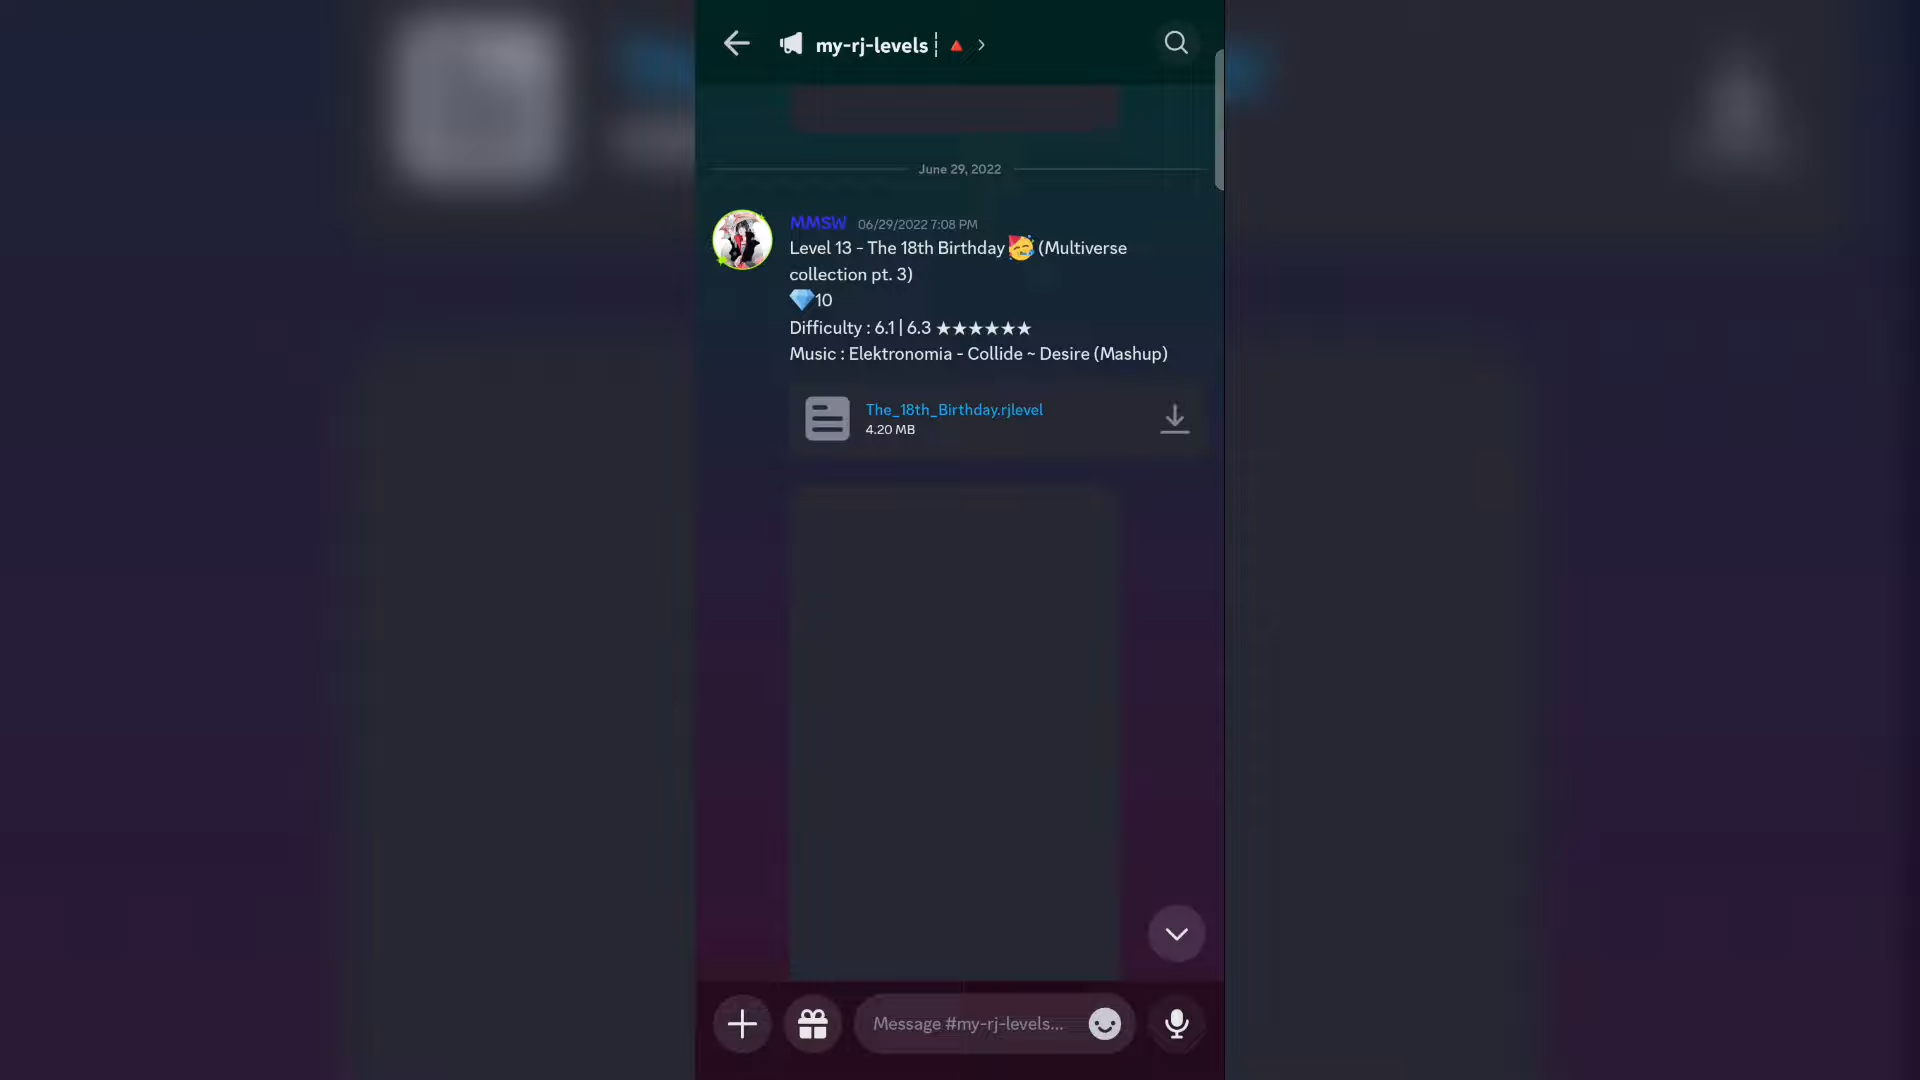 my-rj-levels┆🔺
June 29, 2022
MMSW 06/29/2022 7:08 PM
Level 13 - The 18th Birthday 🥳 (Multiverse
collection pt. 3)
💎10
Difficulty : 6.1 | 6.3 ★★★★★★
Music : Elektronomia - Collide ~ Desire (Mashup)
The_18th_Birthday.rjlevel
4.20 MB
Message #my-rj-levels...